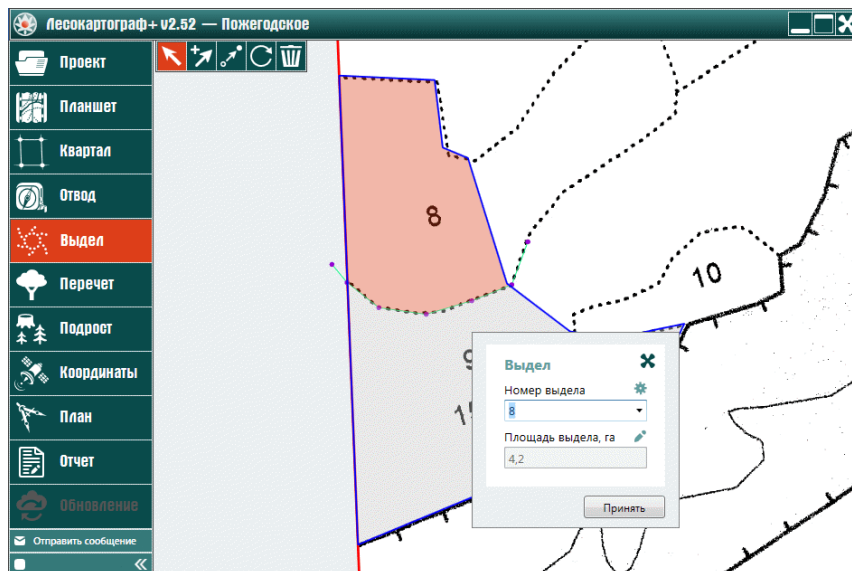 Лесокартограф+ v2.52 — Пожегодское
Проект
Планшет
Квартал
Отвод
Выдел
Перечет
Подрост
Координаты
План
Отчет
Обновление
Отправить сообщение
8
10
9
15
Выдел
Номер выдела
8
Площадь выдела, га
4,2
Принять